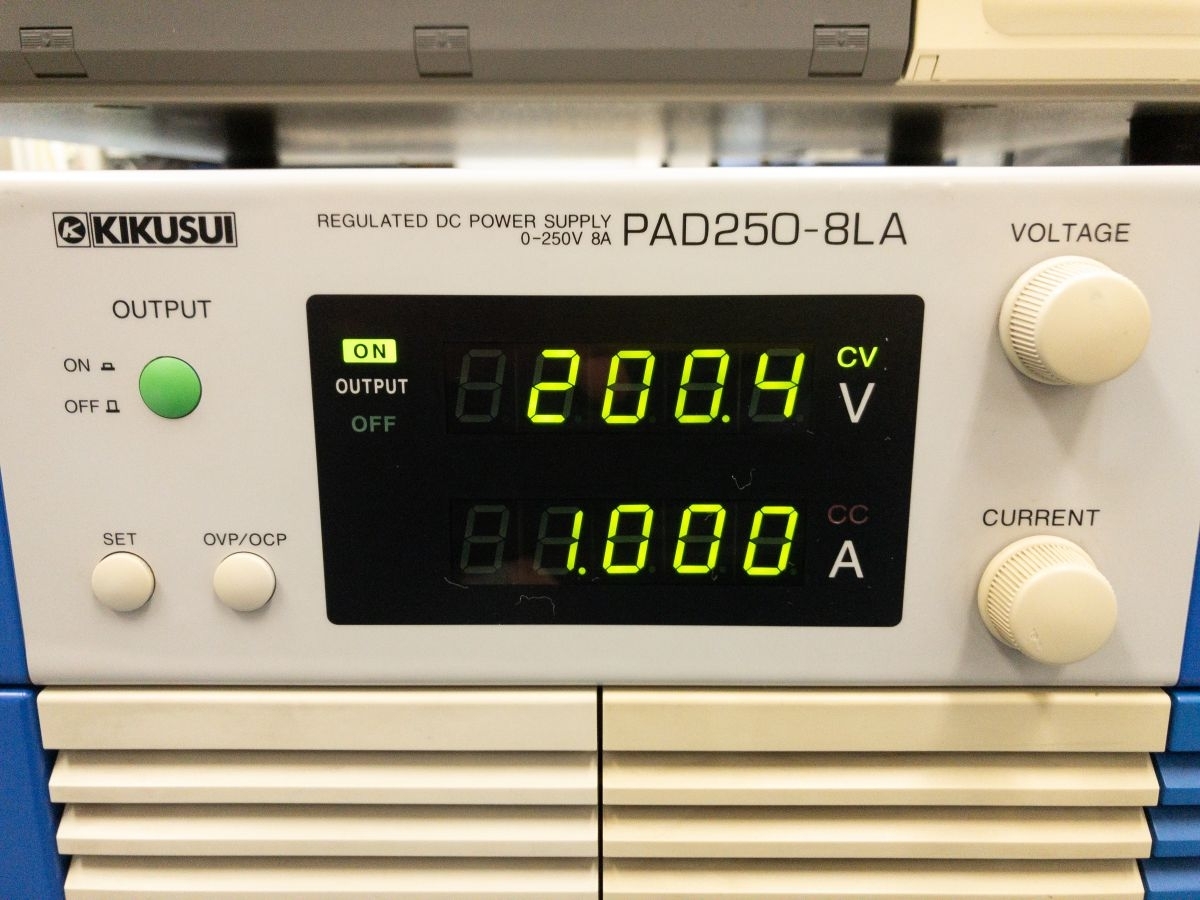 KIKUSUI
REGULATED DC POWER SUPPLY
0-250V 8A
PAD250-8LA
VOLTAGE
OUTPUT
ON
OFF
ON
OUTPUT
OFF
200.4
CV
V
SET
OVP/OCP
1.000
CC
A
CURRENT